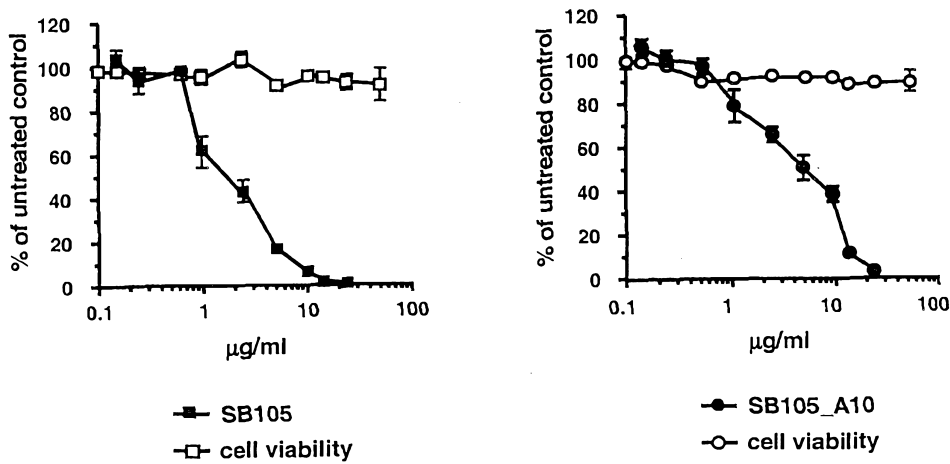 % of untreated control
120
100
80
60
40
20
0
0.1 1 10 100
µg/ml
SB105
cell viability
% of untreated control
120
100
80
60
40
20
0
0.1 1 10 100
µg/ml
SB105_A10
cell viability